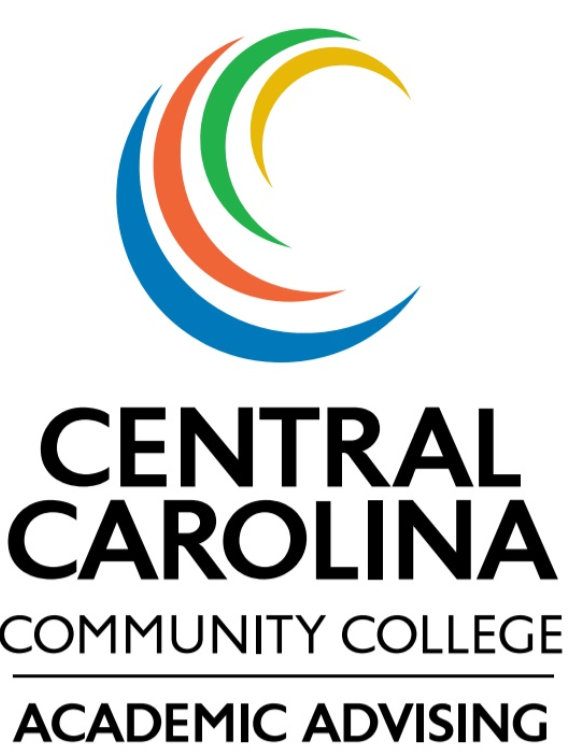 CENTRAL
CAROLINA
COMMUNITY COLLEGE
ACADEMIC ADVISING